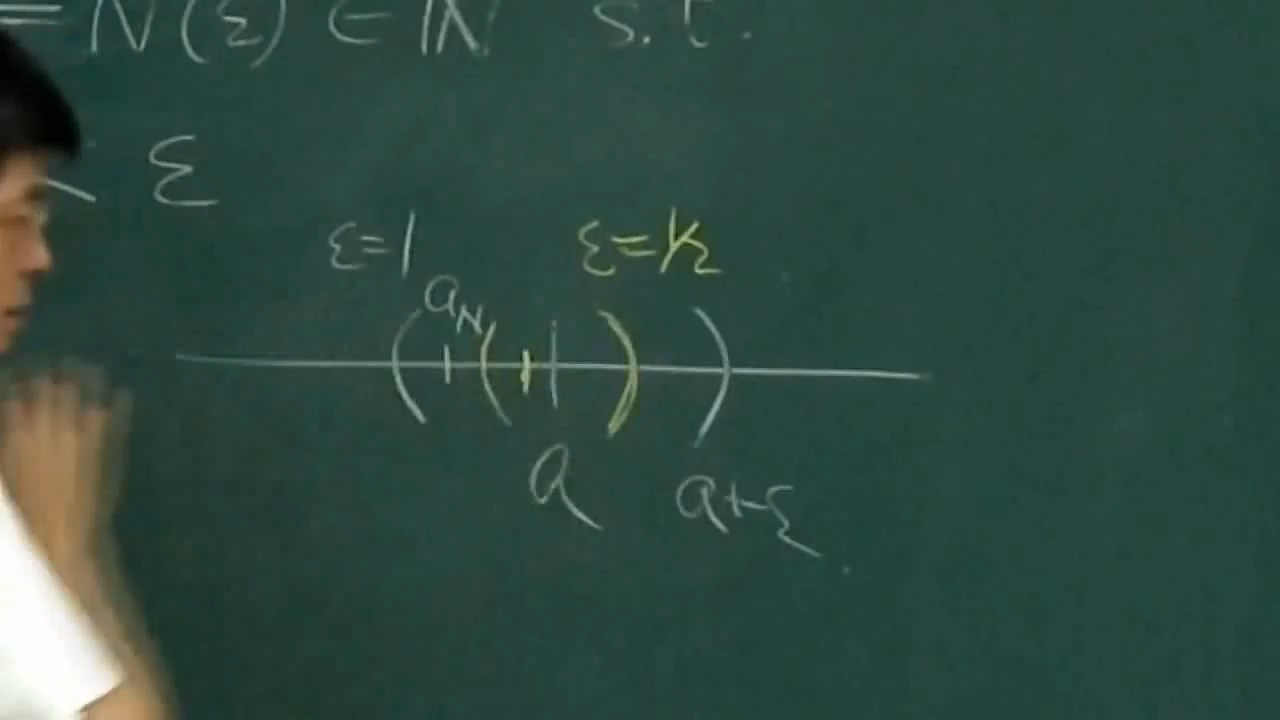 = N(ε) ∈ ℕ s.t.
< ε
ε=1 ε=1/2
a_N
a a+ε